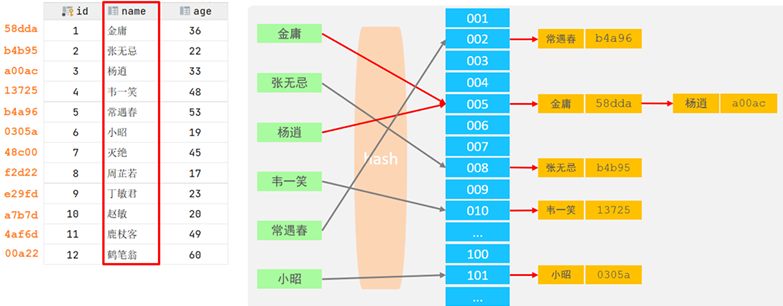 id name age
58dda 1 金庸 36
b4b95 2 张无忌 22
a00ac 3 杨逍 33
13725 4 韦一笑 48
b4a96 5 常遇春 53
0305a 6 小昭 19
48c00 7 灭绝 45
f2d22 8 周芷若 17
e29fd 9 丁敏君 23
a7b7d 10 赵敏 20
4af6d 11 鹿杖客 49
00a22 12 鹤笔翁 60
金庸
张无忌
杨逍
韦一笑
常遇春
小昭
hash
001
002
003
004
005
006
007
008
009
010
...
100
101
...
常遇春 b4a96
金庸 58dda 杨逍 a00ac
张无忌 b4b95
韦一笑 13725
小昭 0305a